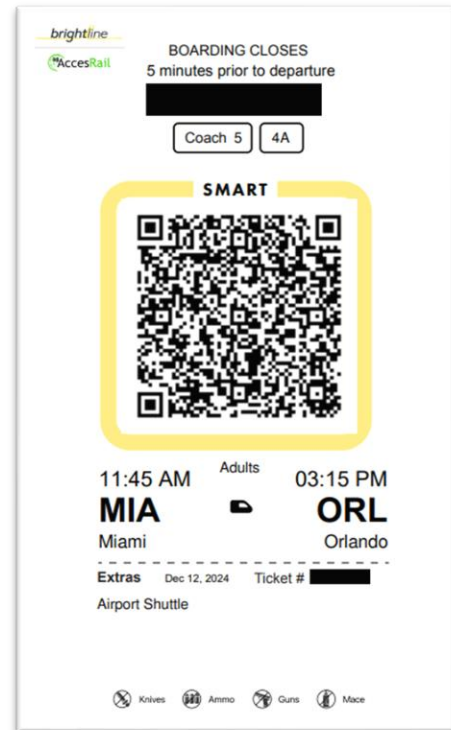 brightline
AccesRail
BOARDING CLOSES
5 minutes prior to departure
Coach 5 4A
SMART
11:45 AM Adults 03:15 PM
MIA ORL
Miami Orlando
Extras Dec 12, 2024 Ticket #
Airport Shuttle
Knives Ammo Guns Mace